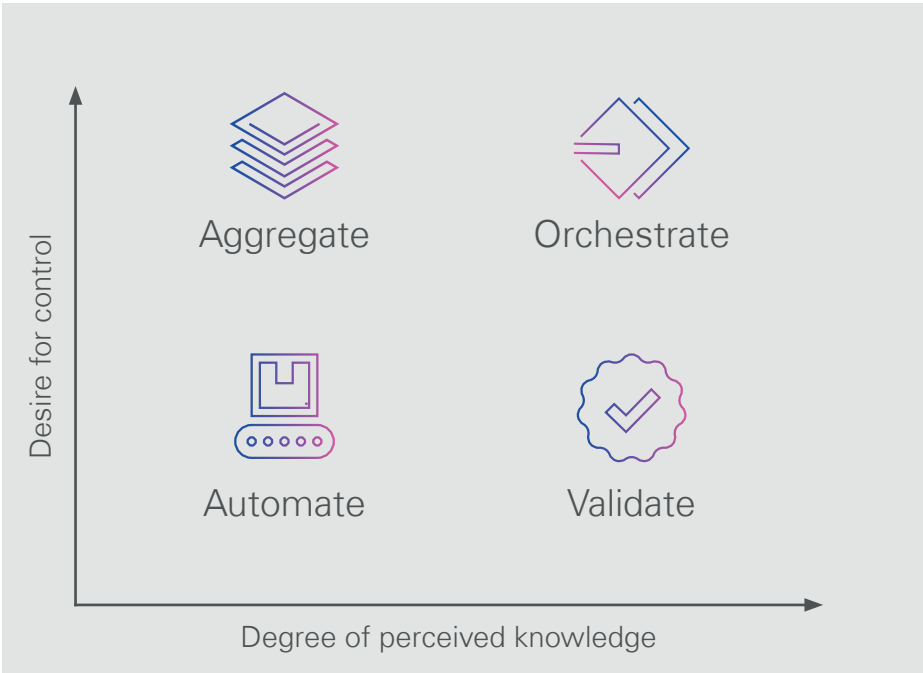 Aggregate
Orchestrate
Desire for control
Automate
Validate
Degree of perceived knowledge